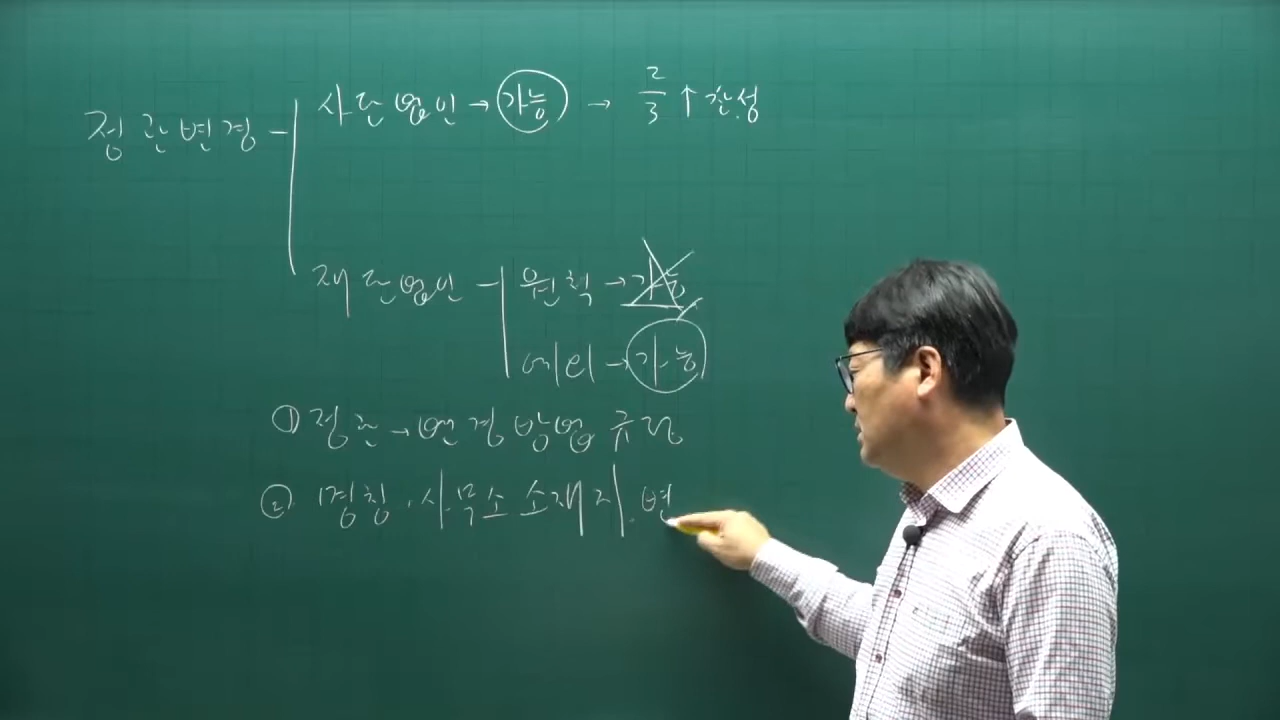 정관변경 ─ 사단법인 → 가능 → 2/3 ↑ 찬성
재단법인 ─ 원칙 → 가능
예외 → 가능
① 정관 → 변경방법 규정
② 명칭 · 사무소 소재지. 변